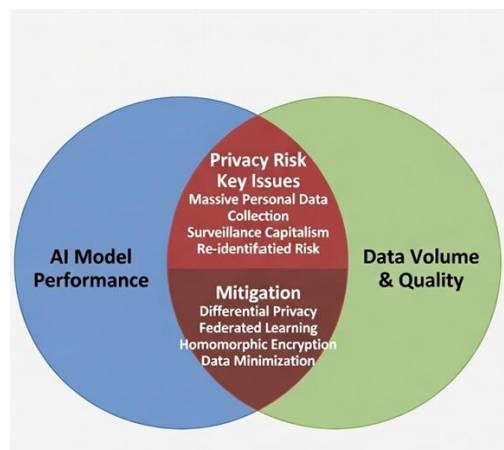 Privacy Risk
Key Issues
Massive Personal Data
Collection
Surveillance Capitalism
Re-identifatied Risk
AI Model
Performance
Data Volume
& Quality
Mitigation
Differential Privacy
Federated Learning
Homomorphic Encryption
Data Minimization